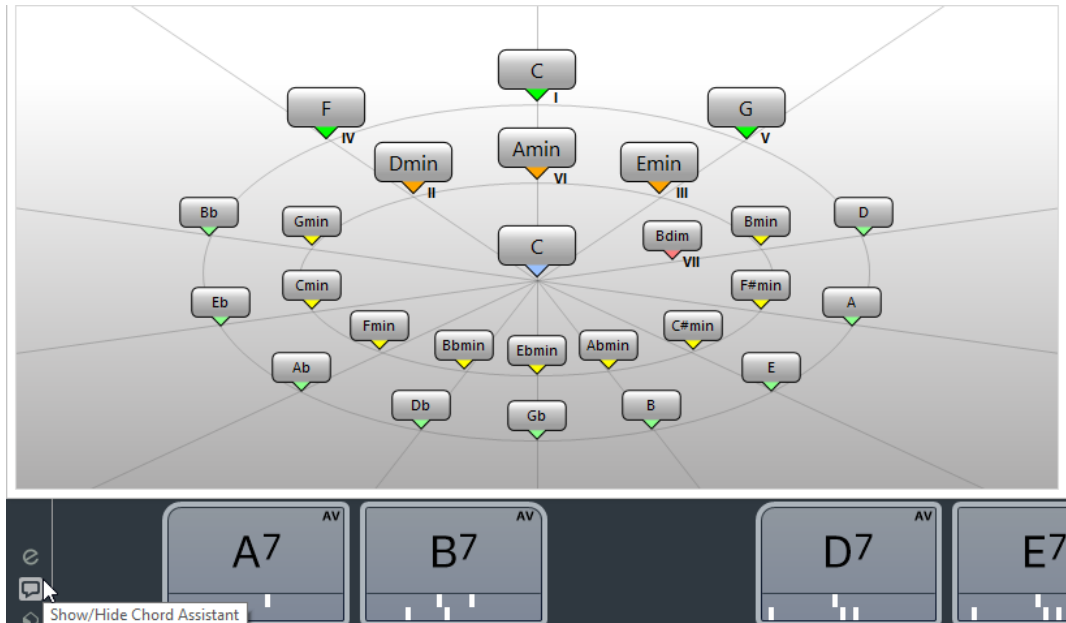 C
I
F
IV
G
V
Dmin
II
Amin
VI
Emin
III
Bb
Gmin
C
Bdim
VII
Bmin
D
Eb
Cmin
F#min
A
Fmin
Bbmin
Ebmin
Abmin
C#min
Ab
E
Db
Gb
B
AV
A7
AV
B7
AV
D7
E7
e
Show/Hide Chord Assistant